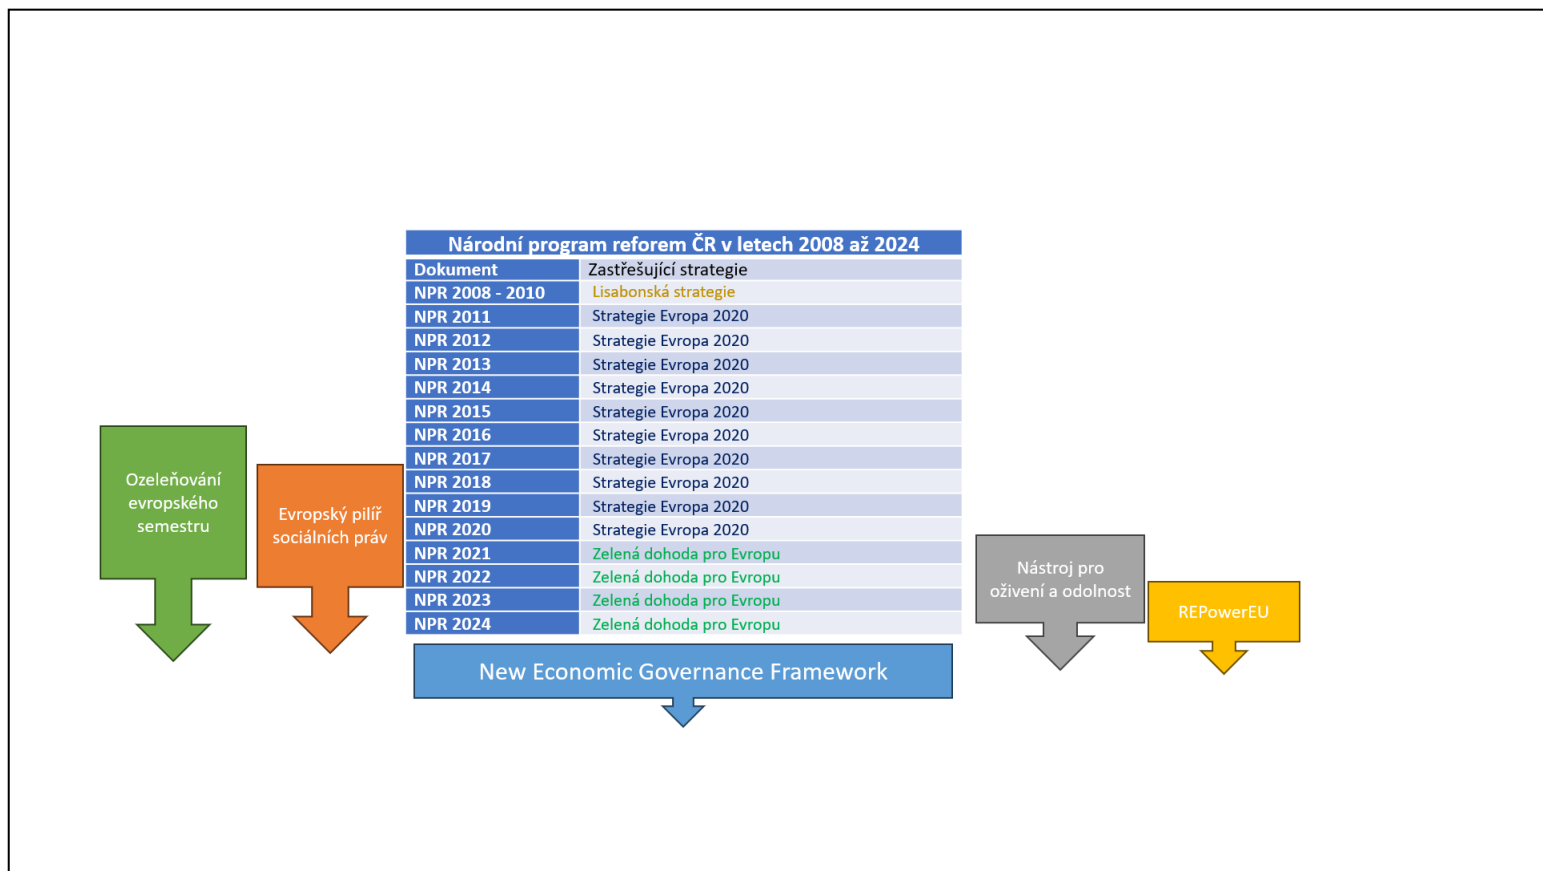 Národní program reforem ČR v letech 2008 až 2024
Dokument Zastřešující strategie
NPR 2008 - 2010 Lisabonská strategie
NPR 2011 Strategie Evropa 2020
NPR 2012 Strategie Evropa 2020
NPR 2013 Strategie Evropa 2020
NPR 2014 Strategie Evropa 2020
NPR 2015 Strategie Evropa 2020
NPR 2016 Strategie Evropa 2020
NPR 2017 Strategie Evropa 2020
NPR 2018 Strategie Evropa 2020
NPR 2019 Strategie Evropa 2020
NPR 2020 Strategie Evropa 2020
NPR 2021 Zelená dohoda pro Evropu
NPR 2022 Zelená dohoda pro Evropu
NPR 2023 Zelená dohoda pro Evropu
NPR 2024 Zelená dohoda pro Evropu
Ozeleňování
evropského
semestru
Evropský pilíř
sociálních práv
Nástroj pro
oživení a odolnost
REPowerEU
New Economic Governance Framework